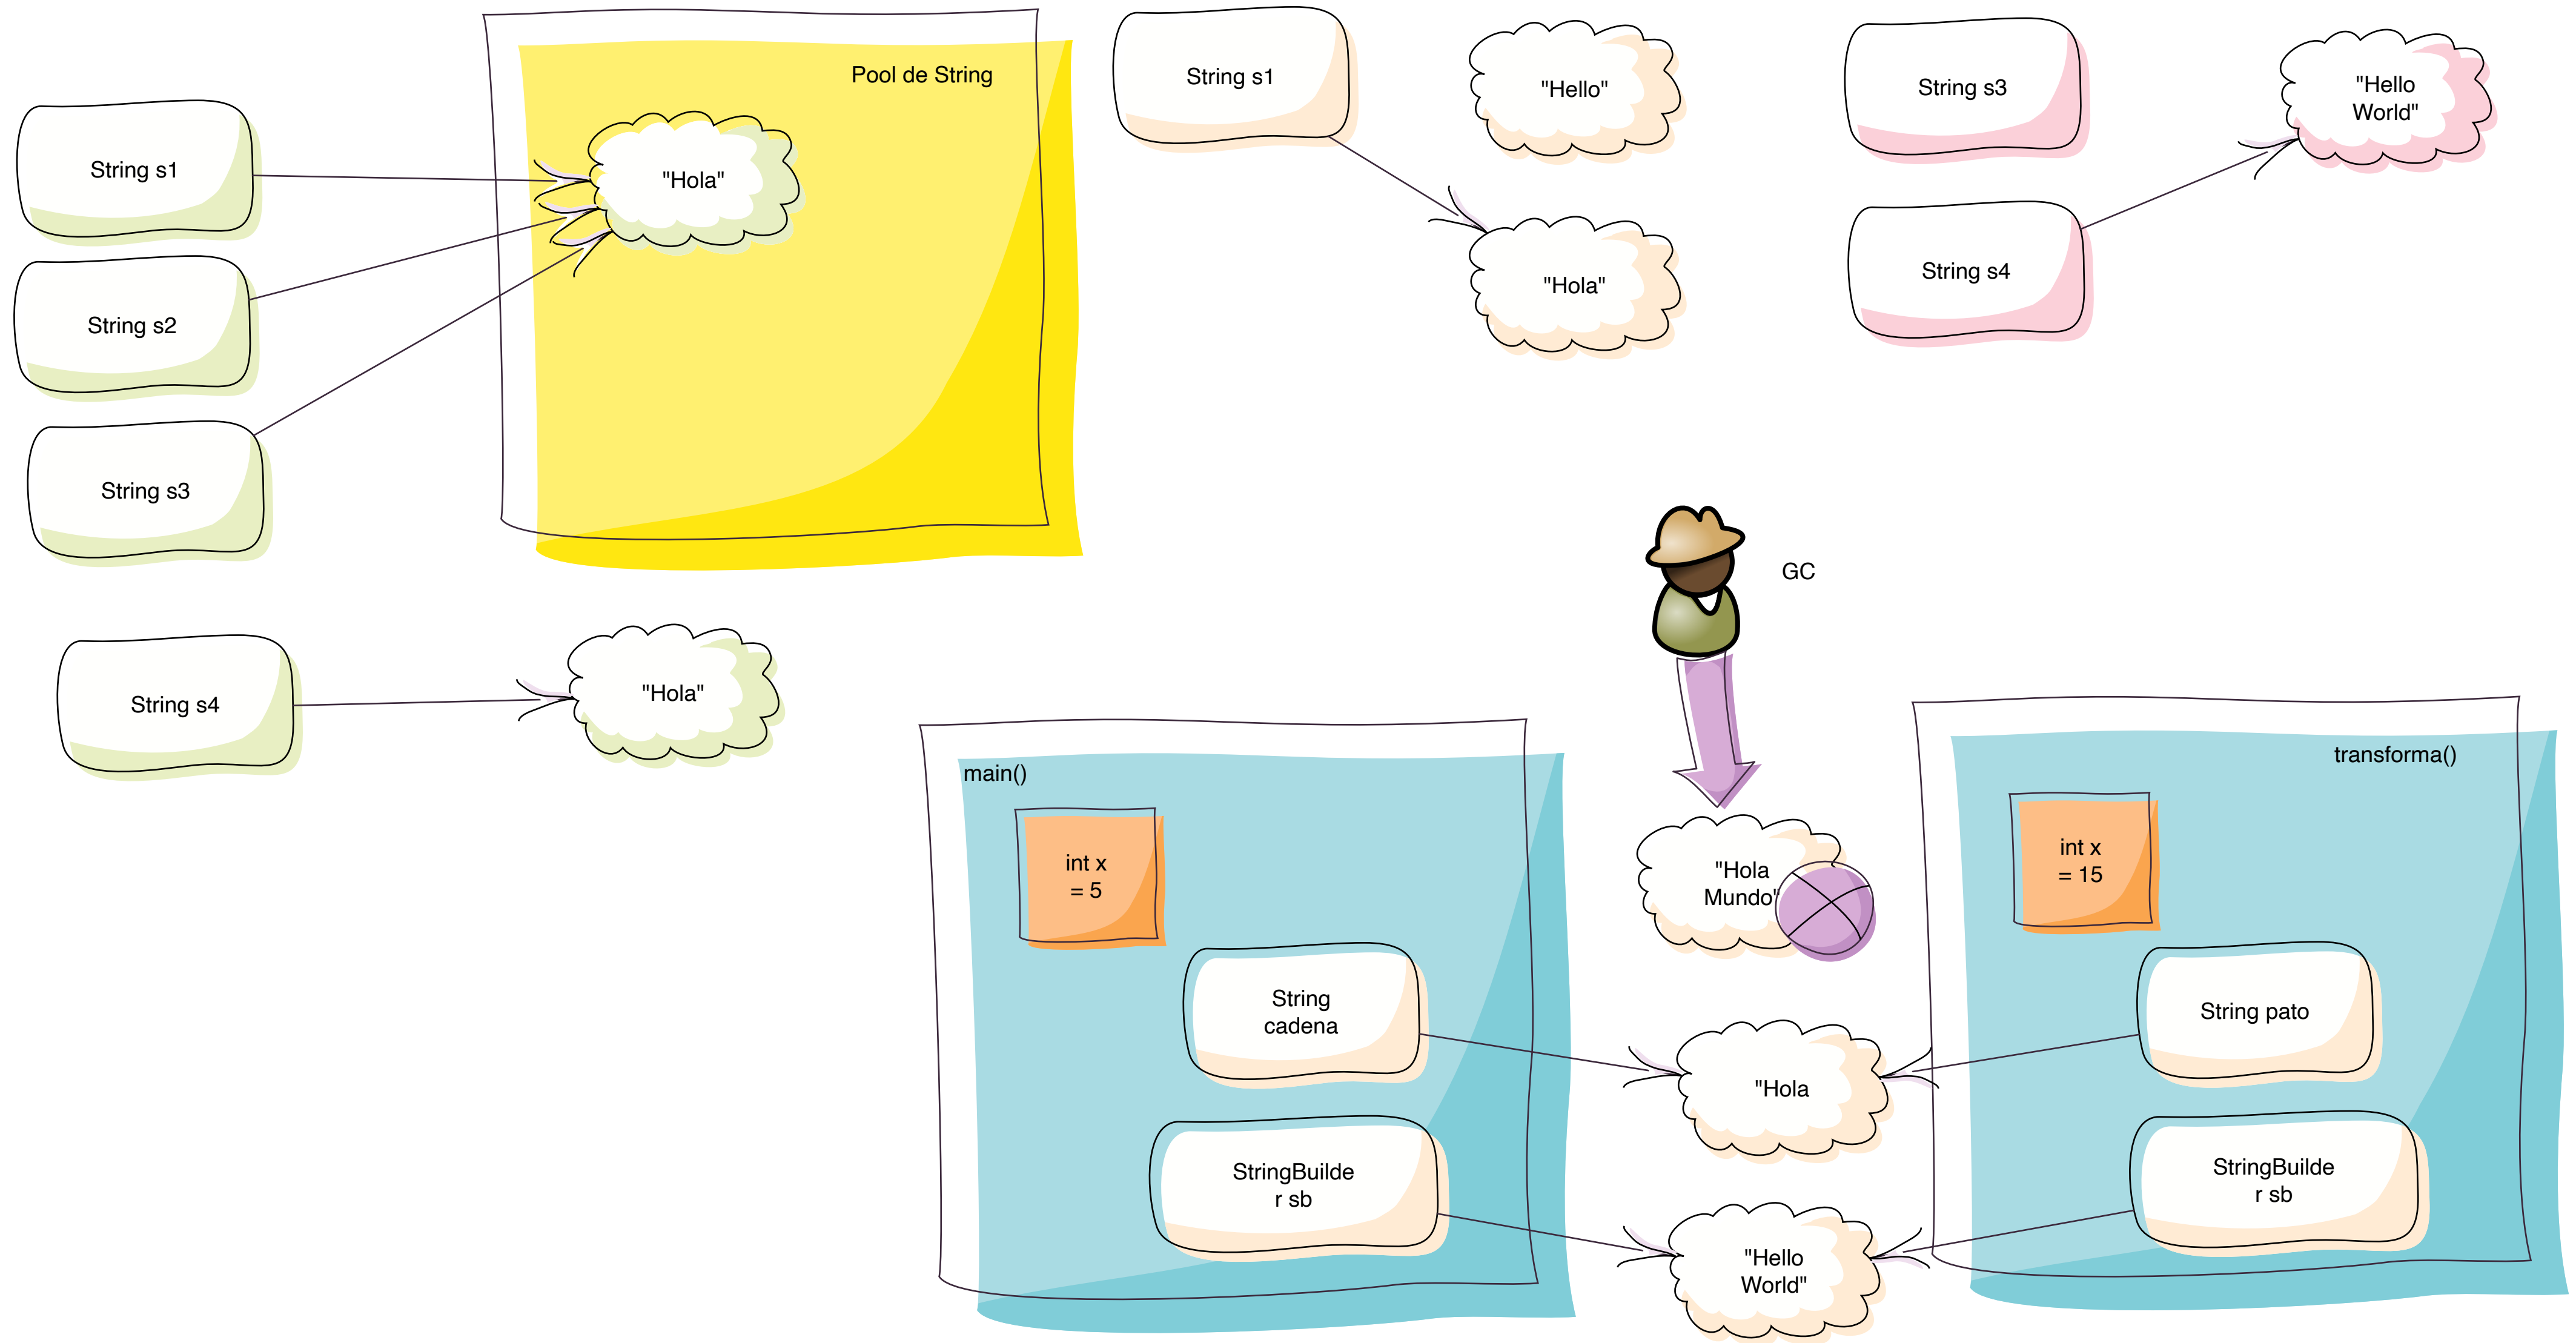 Pool de String
String s1
"Hola"
String s2
String s3
String s4
"Hola"
String s1
"Hello"
"Hola"
String s3
"Hello
World"
String s4
GC
main()
int x
= 5
String
cadena
StringBuilde
r sb
"Hola
Mundo"
"Hola
"Hello
World"
transforma()
int x
= 15
String pato
StringBuilde
r sb